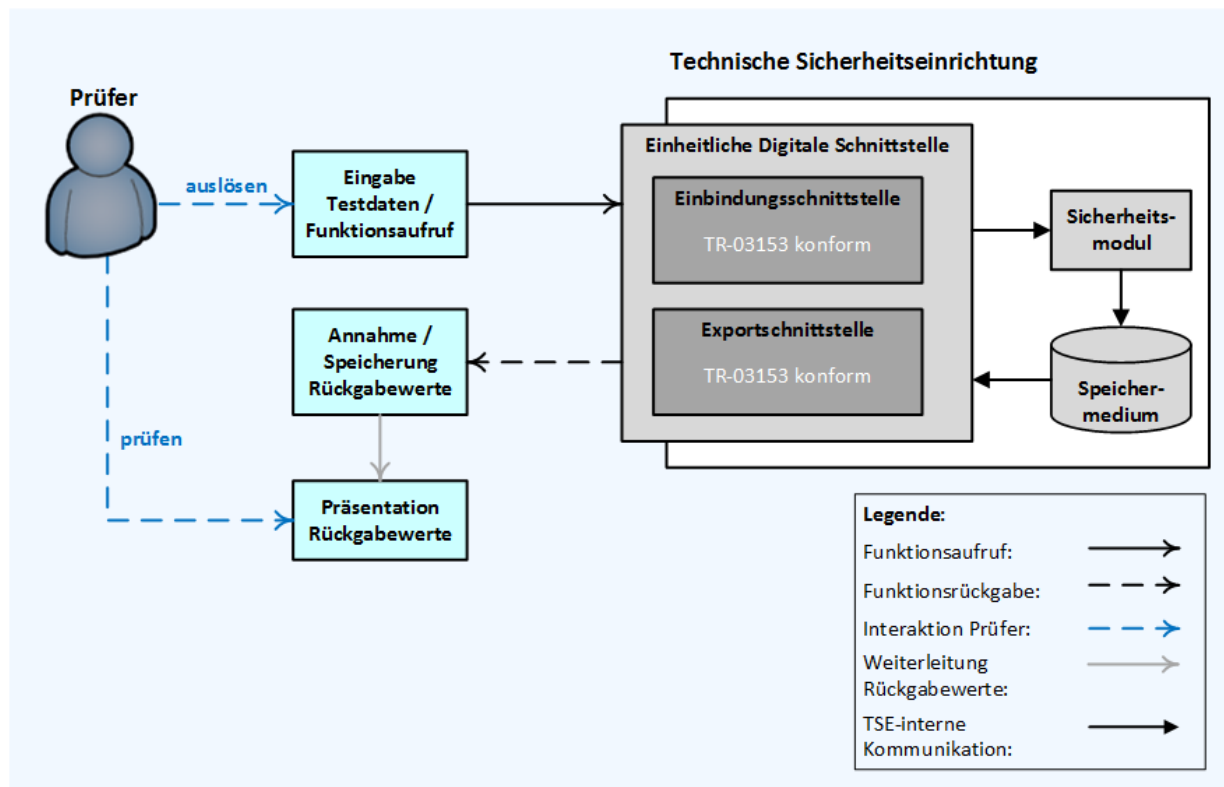 Technische Sicherheitseinrichtung
Prüfer
auslösen
Eingabe
Testdaten /
Funktionsaufruf
Einheitliche Digitale Schnittstelle
Einbindungsschnittstelle
TR-03153 konform
Sicherheits-
modul
Annahme /
Speicherung
Rückgabewerte
Exportschnittstelle
TR-03153 konform
Speicher-
medium
prüfen
Präsentation
Rückgabewerte
Legende:
Funktionsaufruf:
Funktionsrückgabe:
Interaktion Prüfer:
Weiterleitung
Rückgabewerte:
TSE-interne
Kommunikation: